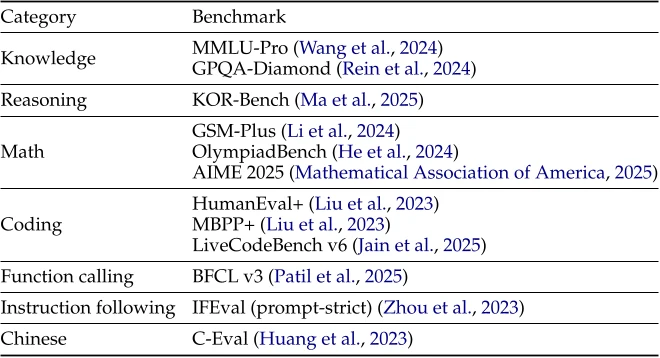 Category Benchmark
Knowledge MMLU-Pro (Wang et al., 2024)
GPQA-Diamond (Rein et al., 2024)
Reasoning KOR-Bench (Ma et al., 2025)
Math GSM-Plus (Li et al., 2024)
OlympiadBench (He et al., 2024)
AIME 2025 (Mathematical Association of America, 2025)
Coding HumanEval+ (Liu et al., 2023)
MBPP+ (Liu et al., 2023)
LiveCodeBench v6 (Jain et al., 2025)
Function calling BFCL v3 (Patil et al., 2025)
Instruction following IFEval (prompt-strict) (Zhou et al., 2023)
Chinese C-Eval (Huang et al., 2023)